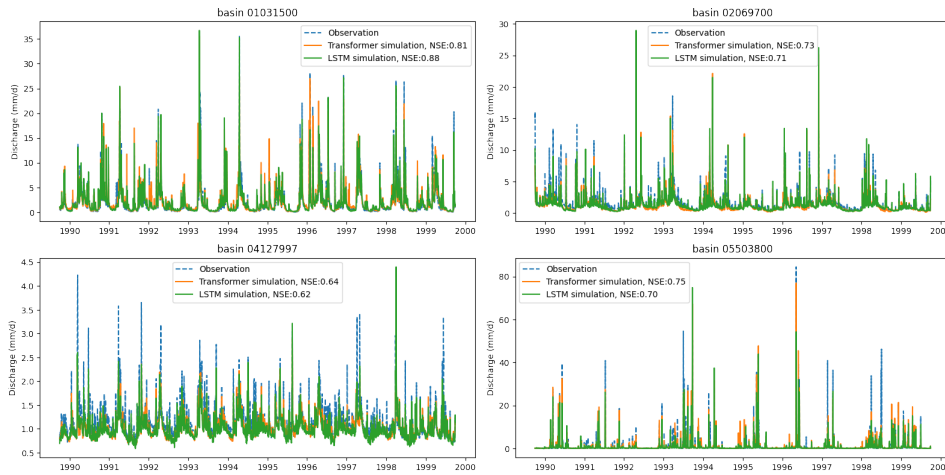 basin 01031500
Discharge (mm/d)
35
30
25
20
15
10
5
0
Observation
Transformer simulation, NSE:0.81
LSTM simulation, NSE:0.88
1990 1991 1992 1993 1994 1995 1996 1997 1998 1999 2000
basin 02069700
Discharge (mm/d)
30
25
20
15
10
5
0
Observation
Transformer simulation, NSE:0.73
LSTM simulation, NSE:0.71
1990 1991 1992 1993 1994 1995 1996 1997 1998 1999 2000
basin 04127997
Discharge (mm/d)
4.5
4.0
3.5
3.0
2.5
2.0
1.5
1.0
0.5
Observation
Transformer simulation, NSE:0.64
LSTM simulation, NSE:0.62
1990 1991 1992 1993 1994 1995 1996 1997 1998 1999 2000
basin 05503800
Discharge (mm/d)
80
60
40
20
0
Observation
Transformer simulation, NSE:0.75
LSTM simulation, NSE:0.70
1990 1991 1992 1993 1994 1995 1996 1997 1998 1999 2000